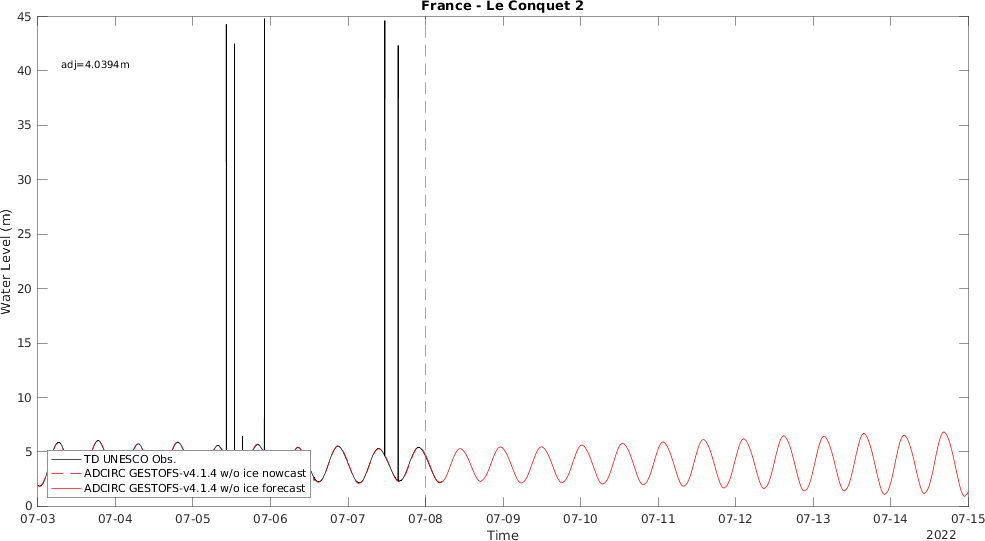 France - Le Conquet 2
45
40
35
30
25
20
15
10
5
0
Water Level (m)
adj=4.0394m
TD UNESCO Obs.
ADCIRC GESTOFS-v4.1.4 w/o ice nowcast
ADCIRC GESTOFS-v4.1.4 w/o ice forecast
07-03 07-04 07-05 07-06 07-07 07-08 07-09 07-10 07-11 07-12 07-13 07-14 07-15
Time
2022